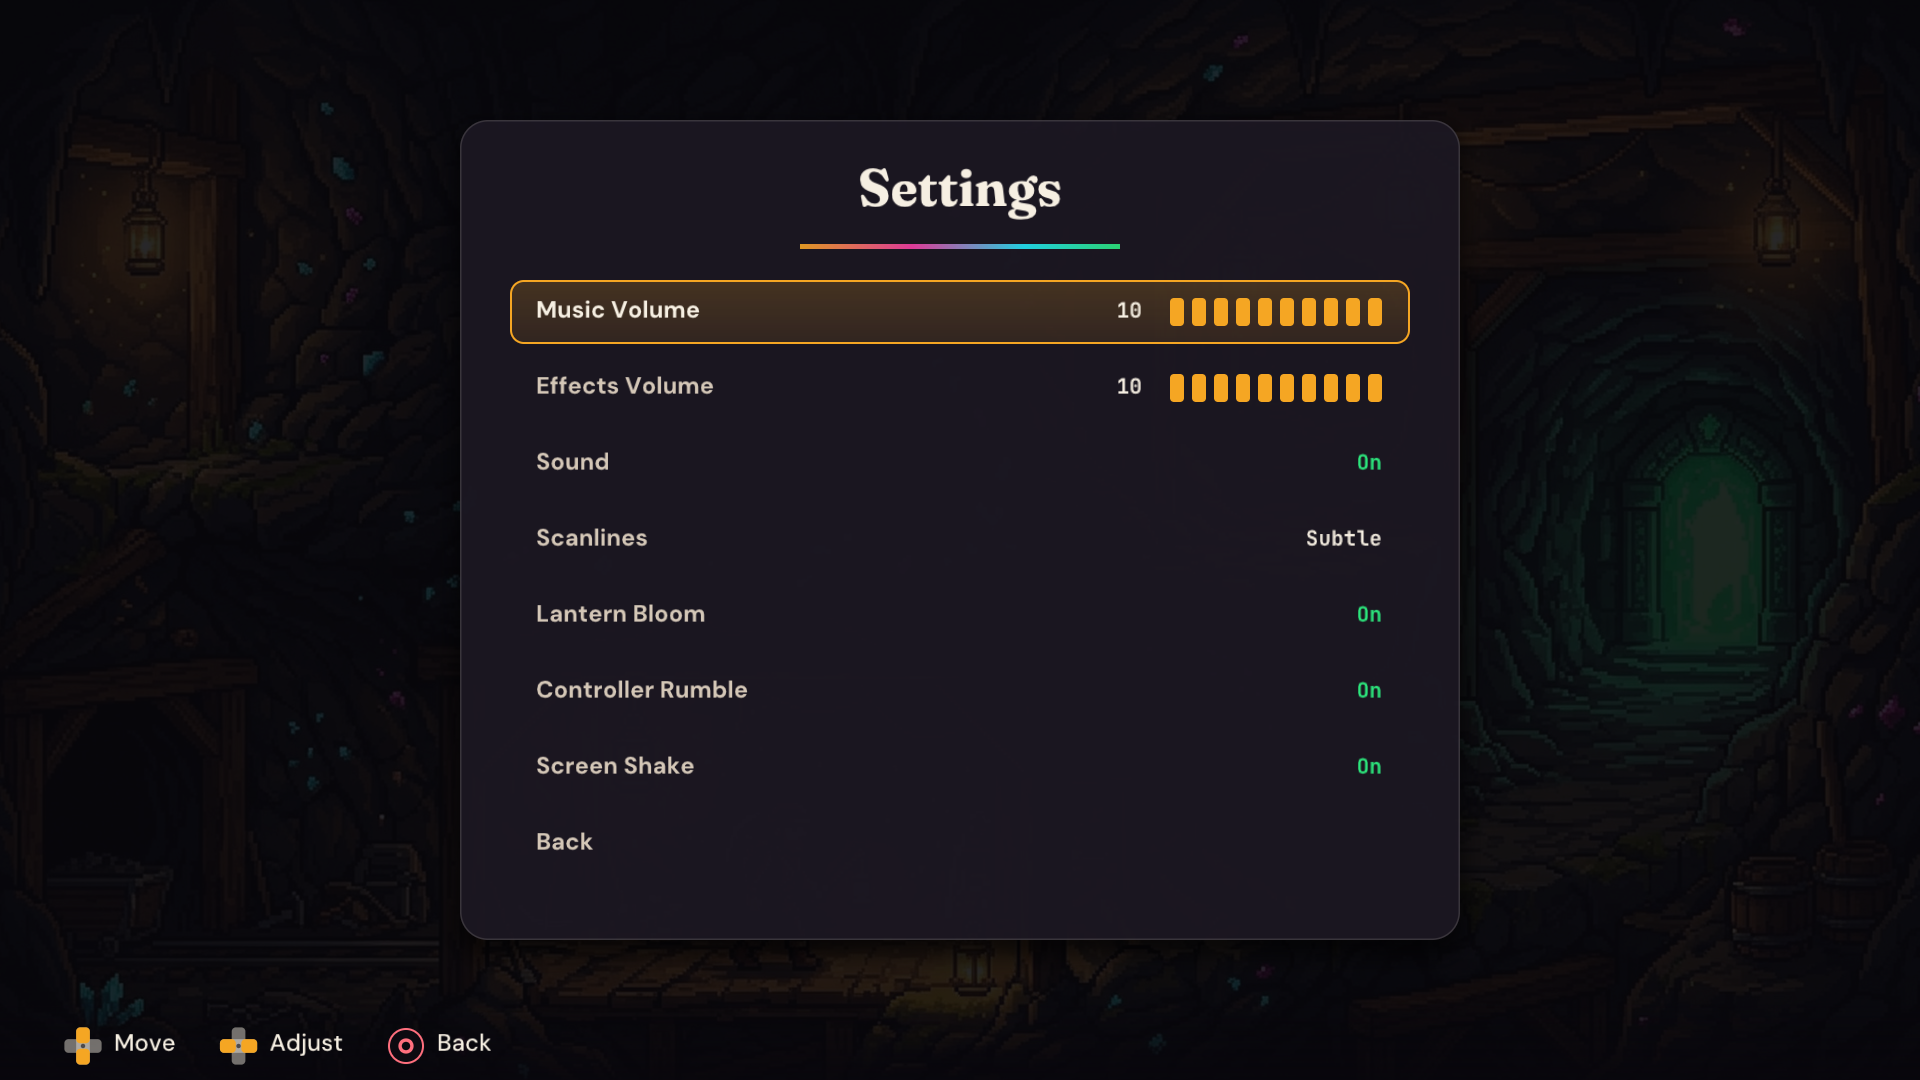 Settings
Music Volume 10
Effects Volume 10
Sound On
Scanlines Subtle
Lantern Bloom On
Controller Rumble On
Screen Shake On
Back
Move Adjust Back